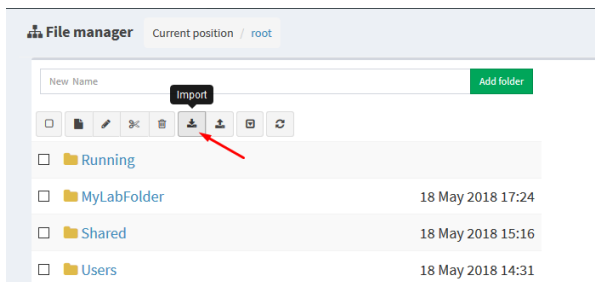 File manager Current position / root
New Name Add folder
Import
Running
MyLabFolder 18 May 2018 17:24
Shared 18 May 2018 15:16
Users 18 May 2018 14:31